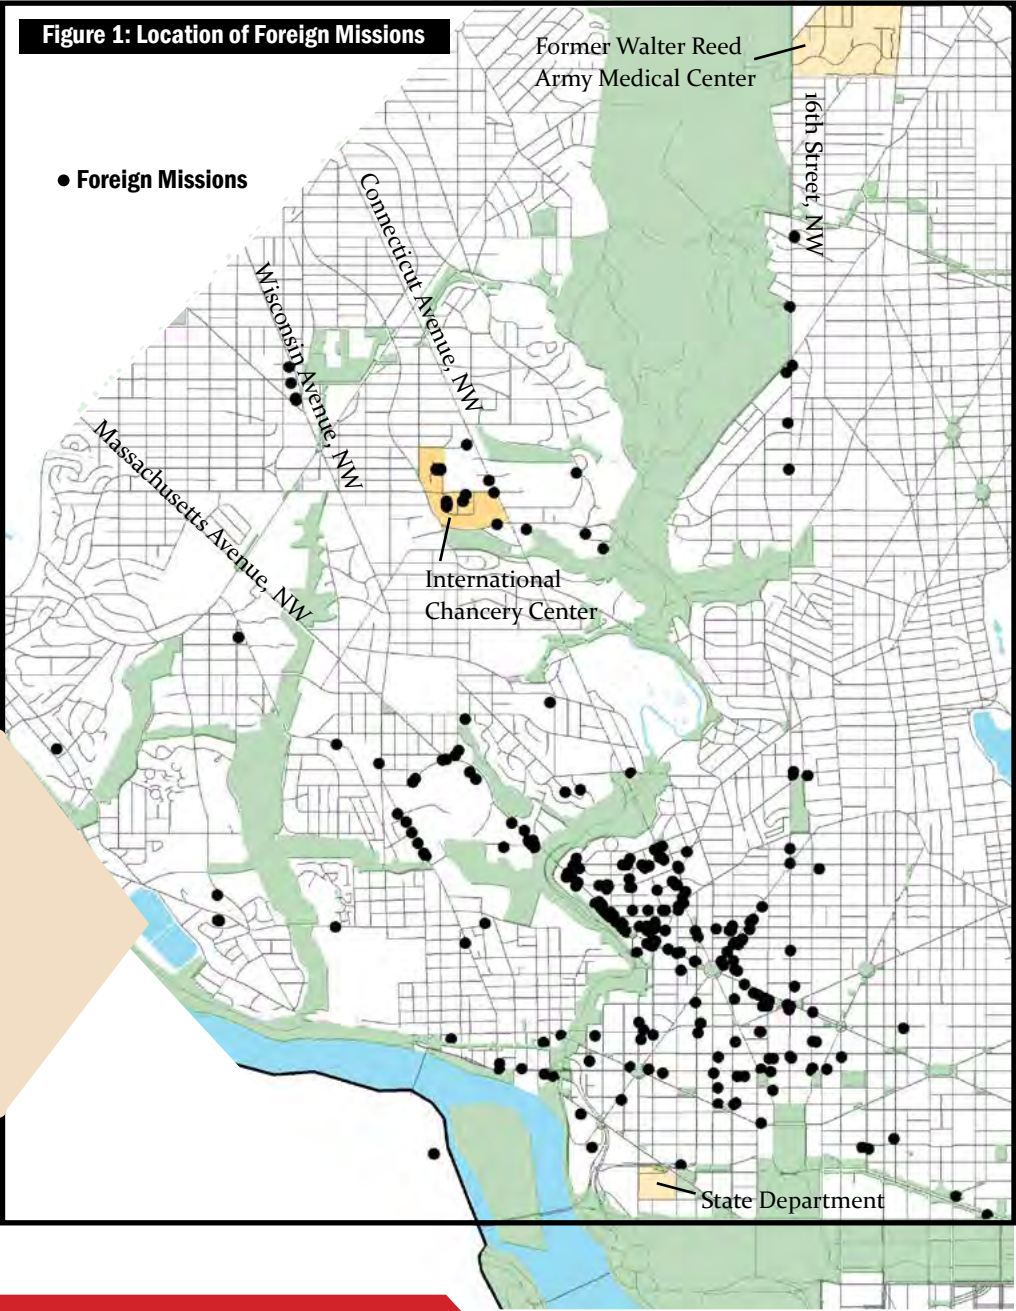 Figure 1: Location of Foreign Missions
Former Walter Reed
Army Medical Center
16th Street, NW
Foreign Missions
Connecticut Avenue, NW
Wisconsin Avenue, NW
Massachusetts Avenue, NW
International
Chancery Center
State Department